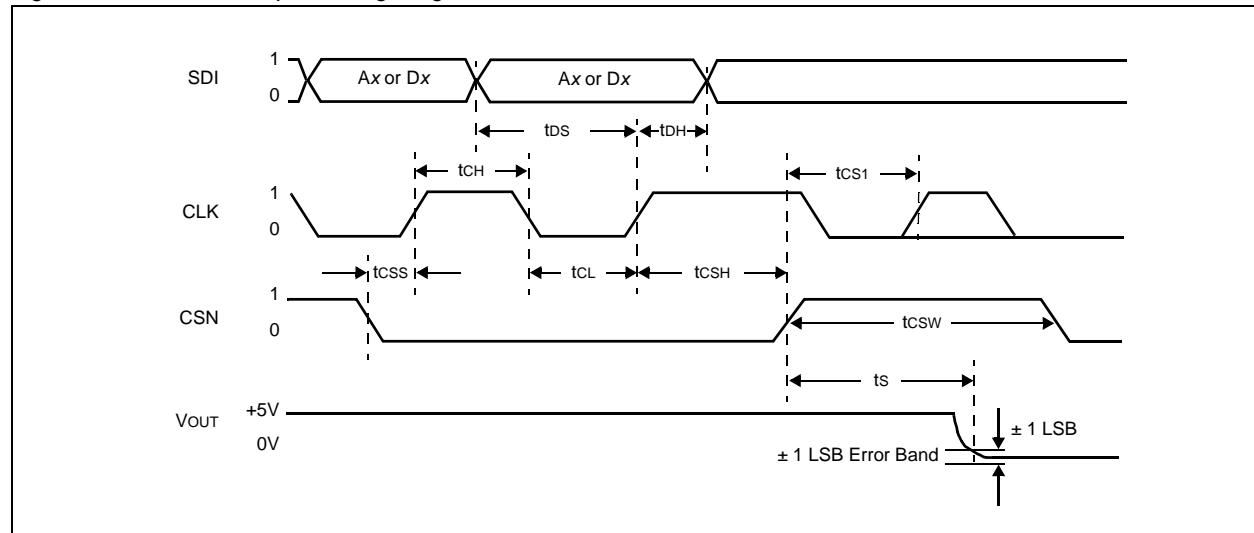 SDI
1
0
Ax or Dx
Ax or Dx
tDS
tDH
tCH
tCS1
CLK
1
0
tCSS
tCL
tCSH
CSN
1
0
tCSW
tS
VOUT
+5V
0V
± 1 LSB
± 1 LSB Error Band